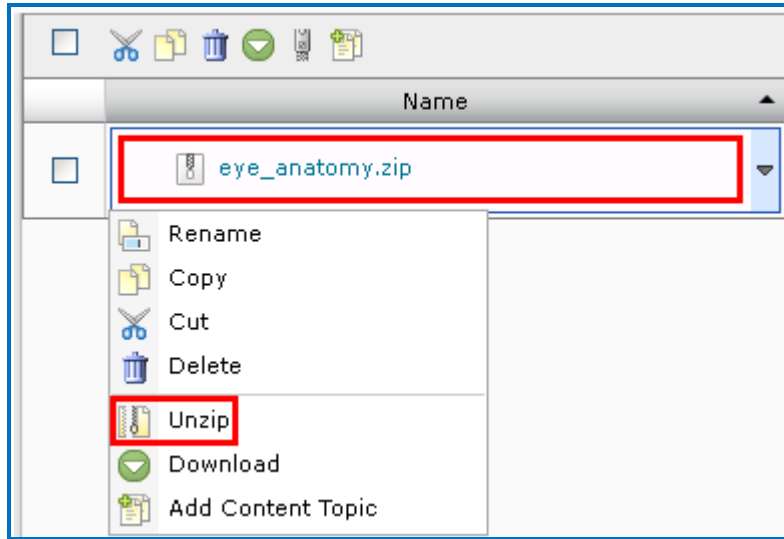 Name
eye_anatomy.zip
Rename
Copy
Cut
Delete
Unzip
Download
Add Content Topic